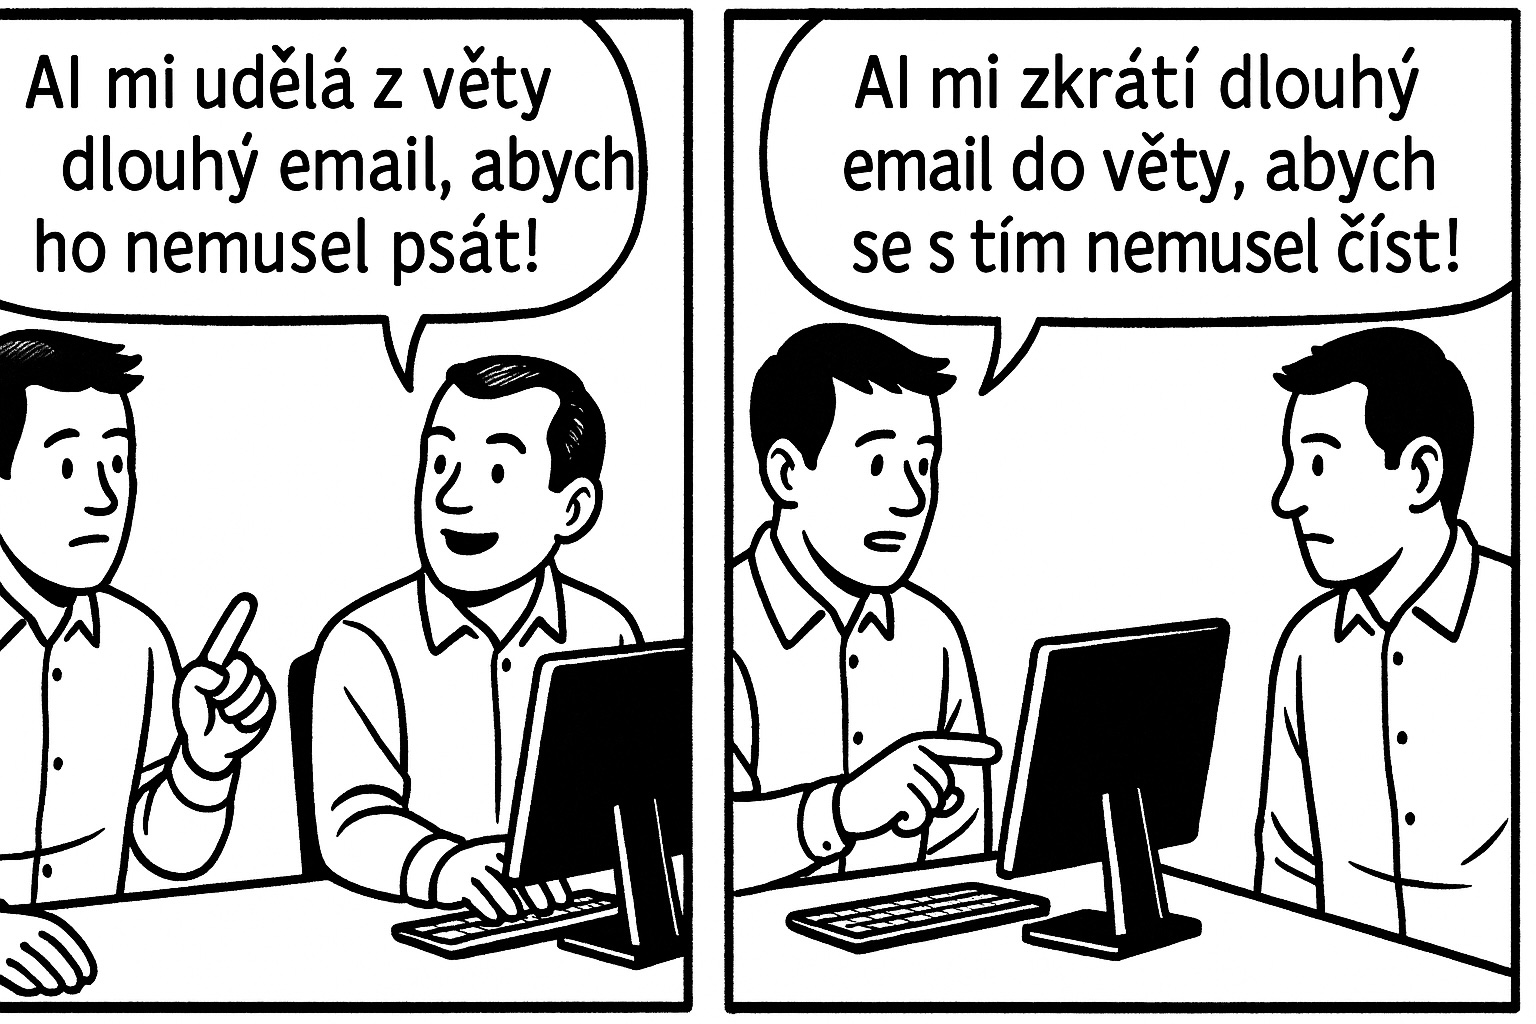 AI mi udělá z věty
dlouhý email, abych
ho nemusel psát!
AI mi zkrátí dlouhý
email do věty, abych
se s tím nemusel číst!